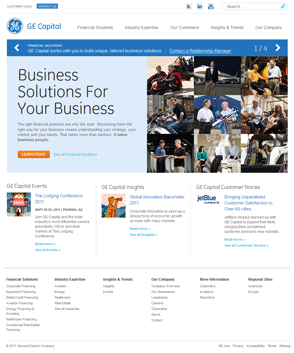 CUSTOMER LOGIN
Search
GE Capital
Financial Solutions
Industry Expertise
Our Customers
Insights & Trends
Our Company
FINANCIAL SOLUTIONS
GE Capital works with you to build unique, tailored business solutions
Contact a Relationship Manager
1 / 4
Business
Solutions For
Your Business
The right financial products are only the start. Structuring them the
right way for your business means understanding your strategy, your
market and your needs. That takes more than bankers. It takes
business people.
LEARN MORE
See all Financial Solutions
GE Capital Events
The Lodging Conference
2011
SEPT 20-23, 2011 | PHOENIX, AZ
Join GE Capital and the hotel
industry's most influential owners,
presidents, CEOs and deal-
makers at The Lodging
Conference.
Read more »
See all Events »
GE Capital Insights
Global Innovation Barometer
2011
Corporate innovation is seen as a
driving force of economic growth
as seen with many markets.
Read more »
See all Insights »
GE Capital Customer Stories
jetBlue
AIRWAYS
Bringing Unparalleled
Customer Satisfaction to
Over 60 cities
JetBlue Airways teamed up with
GE Capital to expand their fleet,
bringing their unmatched
customer service to new markets.
Read more »
See all Customer Stories »
Financial Solutions
Corporate Financing
Equipment Financing
Retail Credit Financing
Aviation Financing
Energy Financing &
Investing
Healthcare Financing
Commercial Real Estate
Financing
Industry Expertise
Aviation
Energy
Healthcare
Real Estate
See all Industries
Insights & Trends
Insights
Events
Our Company
Company Overview
Our Businesses
Leadership
Careers
Citizenship
News
Contact
More Information
Customers
Investors
Reporters
Regional Sites
Americas
Europe
© 2011 General Electric Company
GE.com
Privacy
Accessibility
Terms
Sitemap